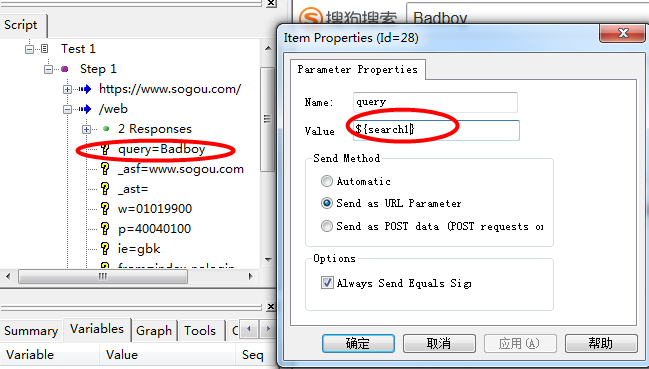 Script
Test 1
Step 1
https://www.sogou.com/
/web
2 Responses
query=Badboy
_asf=www.sogou.com
_ast=
w=01019900
p=40040100
ie=gbk
Summary Variables Graph Tools
Variable Value Seq
搜狗搜索 Badboy
Item Properties (Id=28)
Parameter Properties
Name: query
Value ${search1}
Send Method
Automatic
Send as URL Parameter
Send as POST data (POST requests or
Options
Always Send Equals Sign
确定 取消 应用(A) 帮助